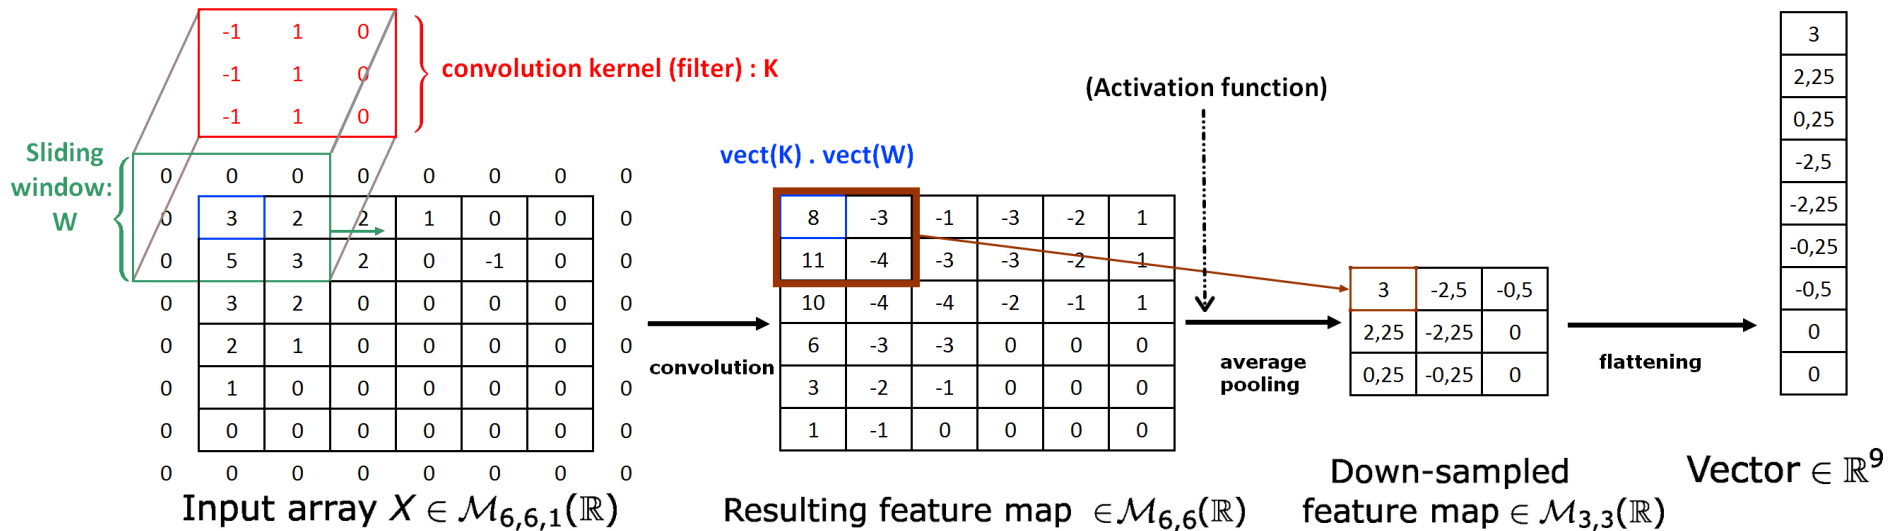 -1 1 0
-1 1 0
-1 1 0
convolution kernel (filter) : K
Sliding
window:
W
0 0 0 0 0 0 0 0
0 3 2 2 1 0 0 0
0 5 3 2 0 -1 0 0
0 3 2 0 0 0 0 0
0 2 1 0 0 0 0 0
0 1 0 0 0 0 0 0
0 0 0 0 0 0 0 0
0 0 0 0 0 0 0 0
Input array X ∈ ℳ6,6,1(ℝ)
convolution
vect(K) . vect(W)
8 -3 -1 -3 -2 1
11 -4 -3 -3 -2 1
10 -4 -4 -2 -1 1
6 -3 -3 0 0 0
3 -2 -1 0 0 0
1 -1 0 0 0 0
Resulting feature map ∈ℳ6,6(ℝ)
(Activation function)
average
pooling
3 -2,5 -0,5
2,25 -2,25 0
0,25 -0,25 0
Down-sampled
feature map ∈ ℳ3,3(ℝ)
flattening
3
2,25
0,25
-2,5
-2,25
-0,25
-0,5
0
0
Vector ∈ ℝ9